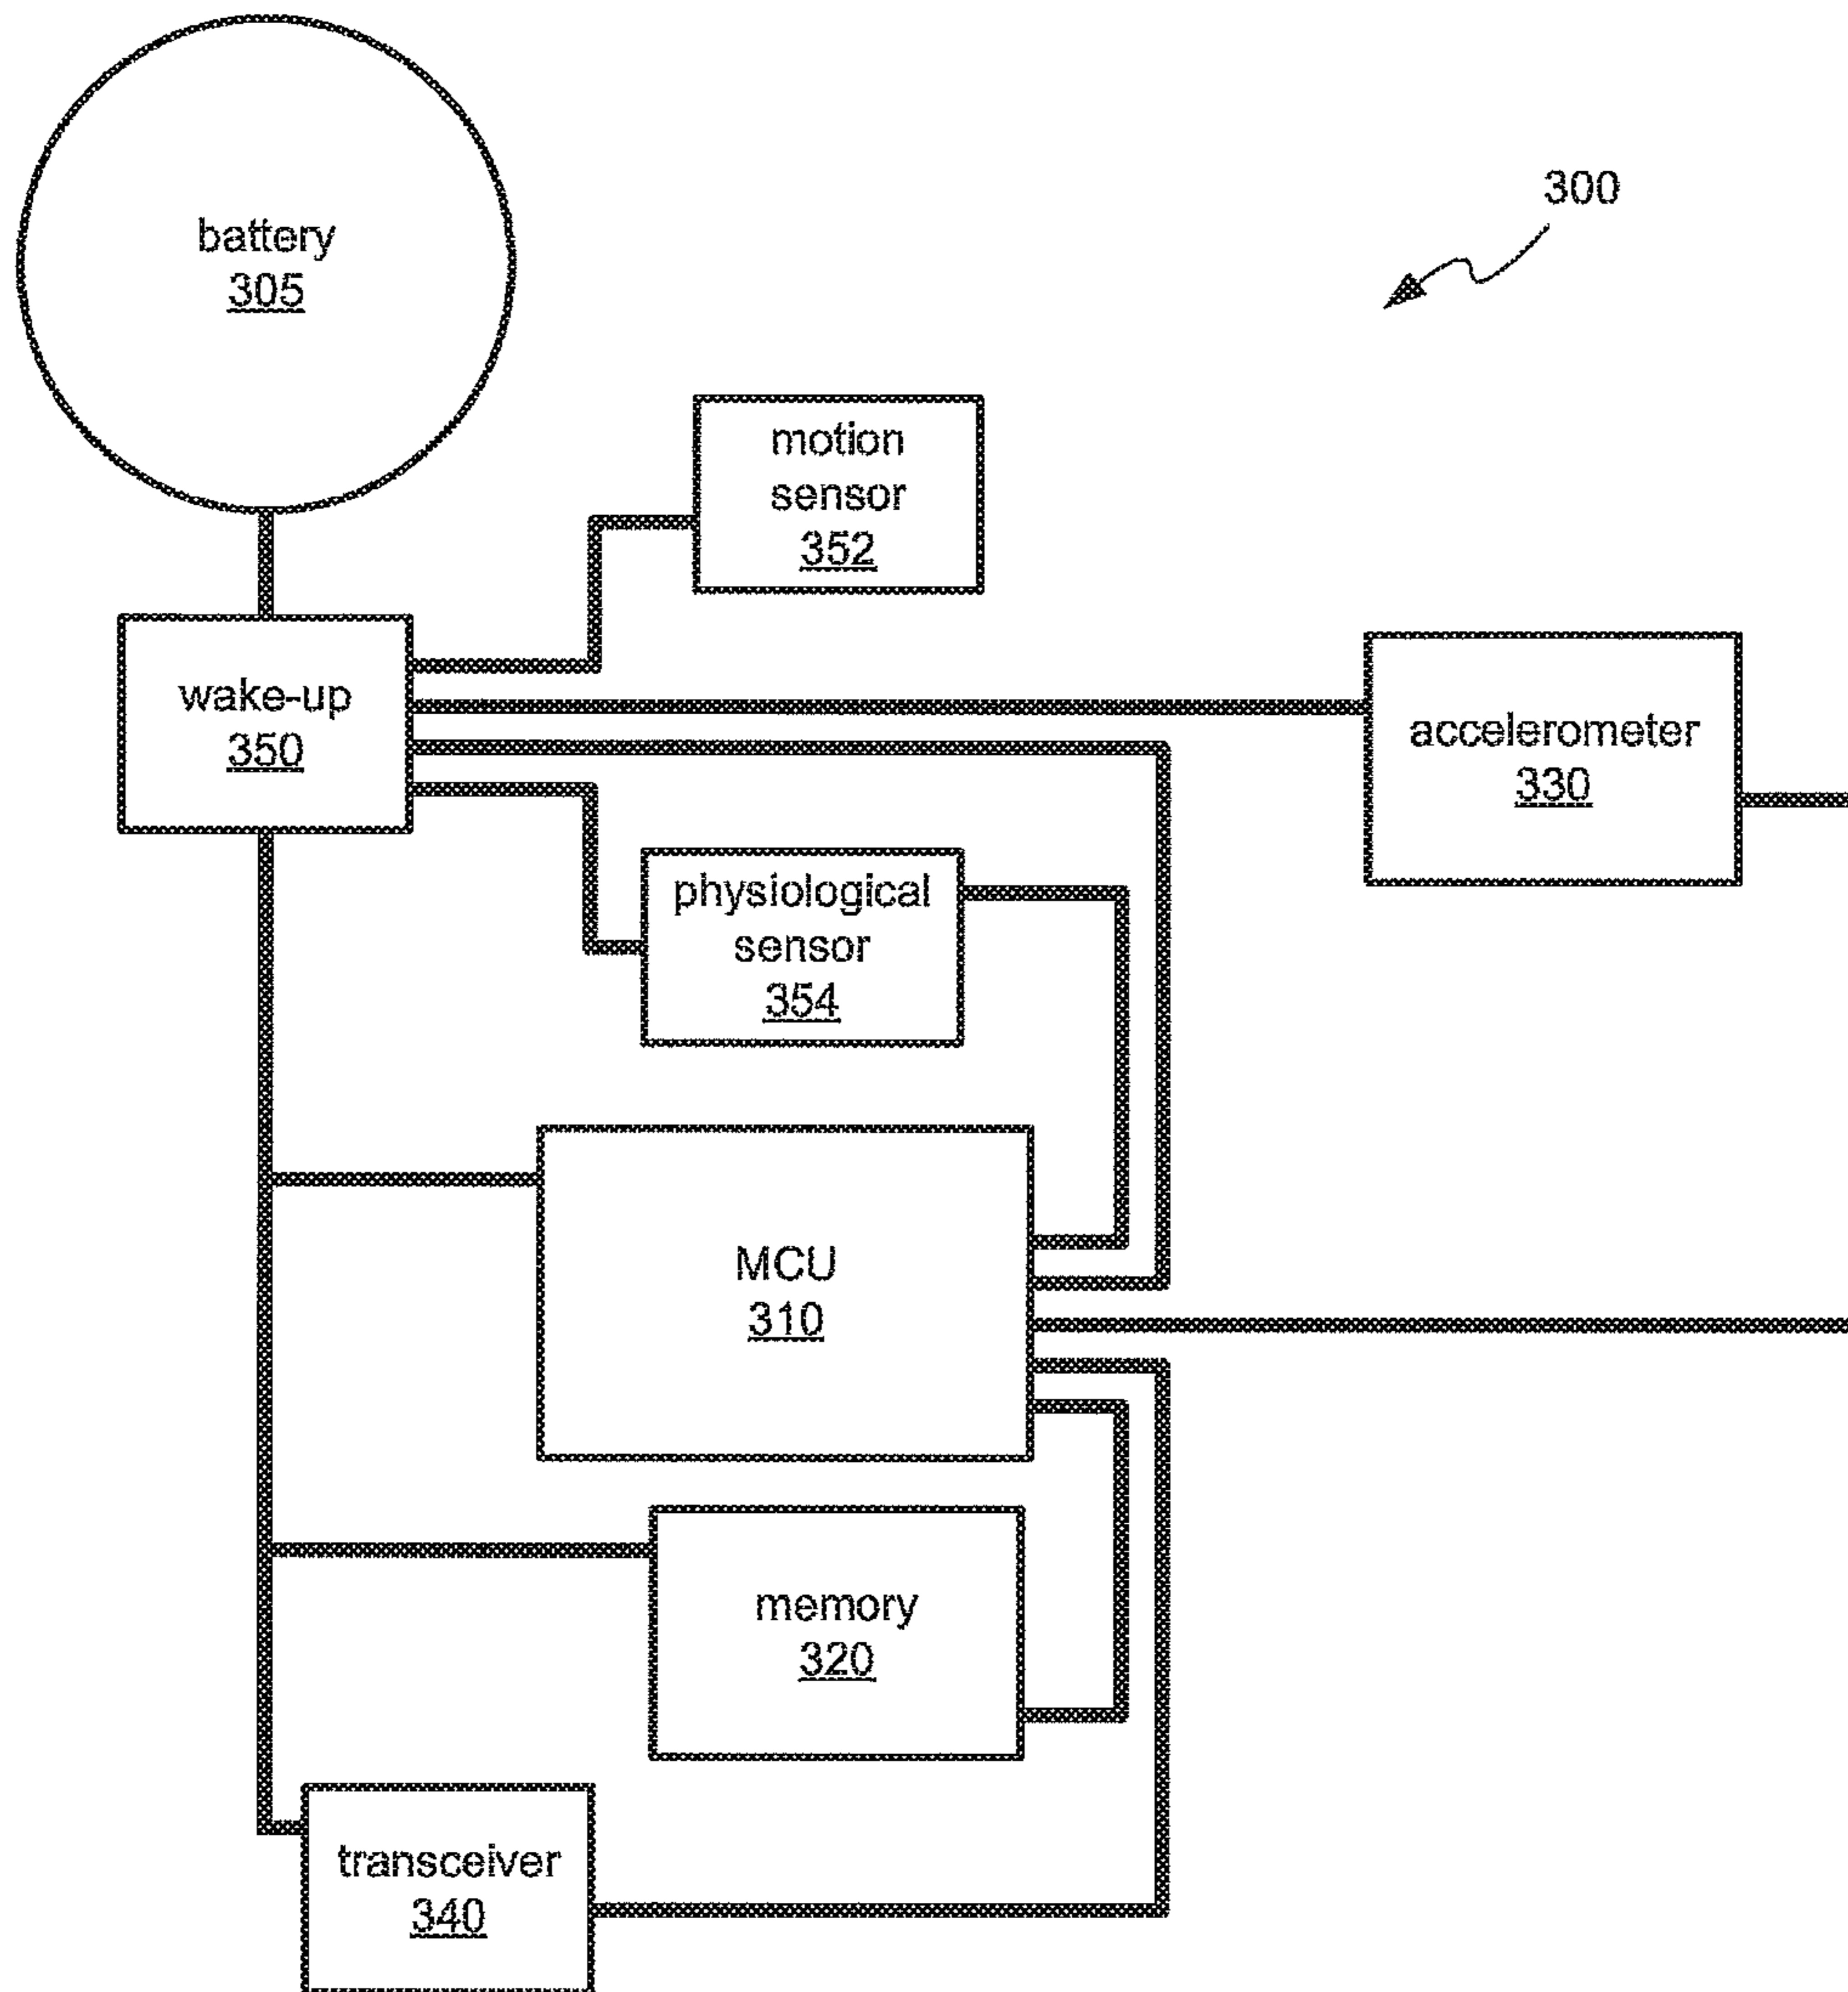 battery
305
300
motion
sensor
352
wake-up
350
accelerometer
330
physiological
sensor
354
MCU
310
memory
320
transceiver
340